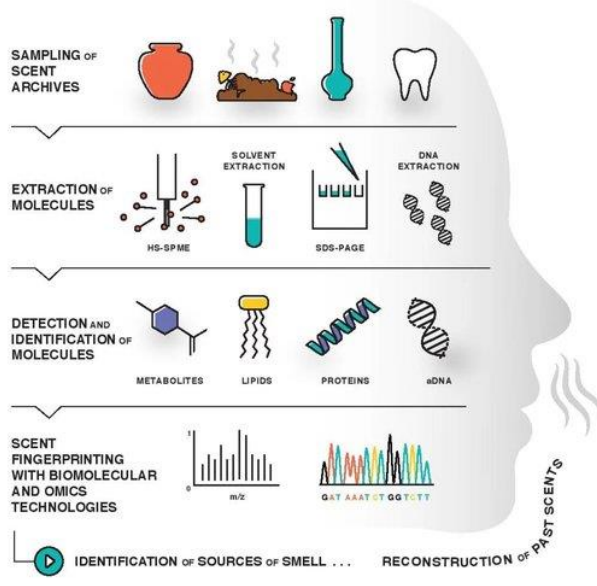 SAMPLING OF
SCENT
ARCHIVES
EXTRACTION OF
MOLECULES
HS-SPME
SOLVENT
EXTRACTION
SDS-PAGE
DNA
EXTRACTION
DETECTION AND
IDENTIFICATION OF
MOLECULES
METABOLITES
LIPIDS
PROTEINS
aDNA
SCENT
FINGERPRINTING
WITH BIOMOLECULAR
AND OMICS
TECHNOLOGIES
1
0
m/z
GAT AAATCT GGTCTT
IDENTIFICATION OF SOURCES OF SMELL . . .
RECONSTRUCTION OF PAST SCENTS